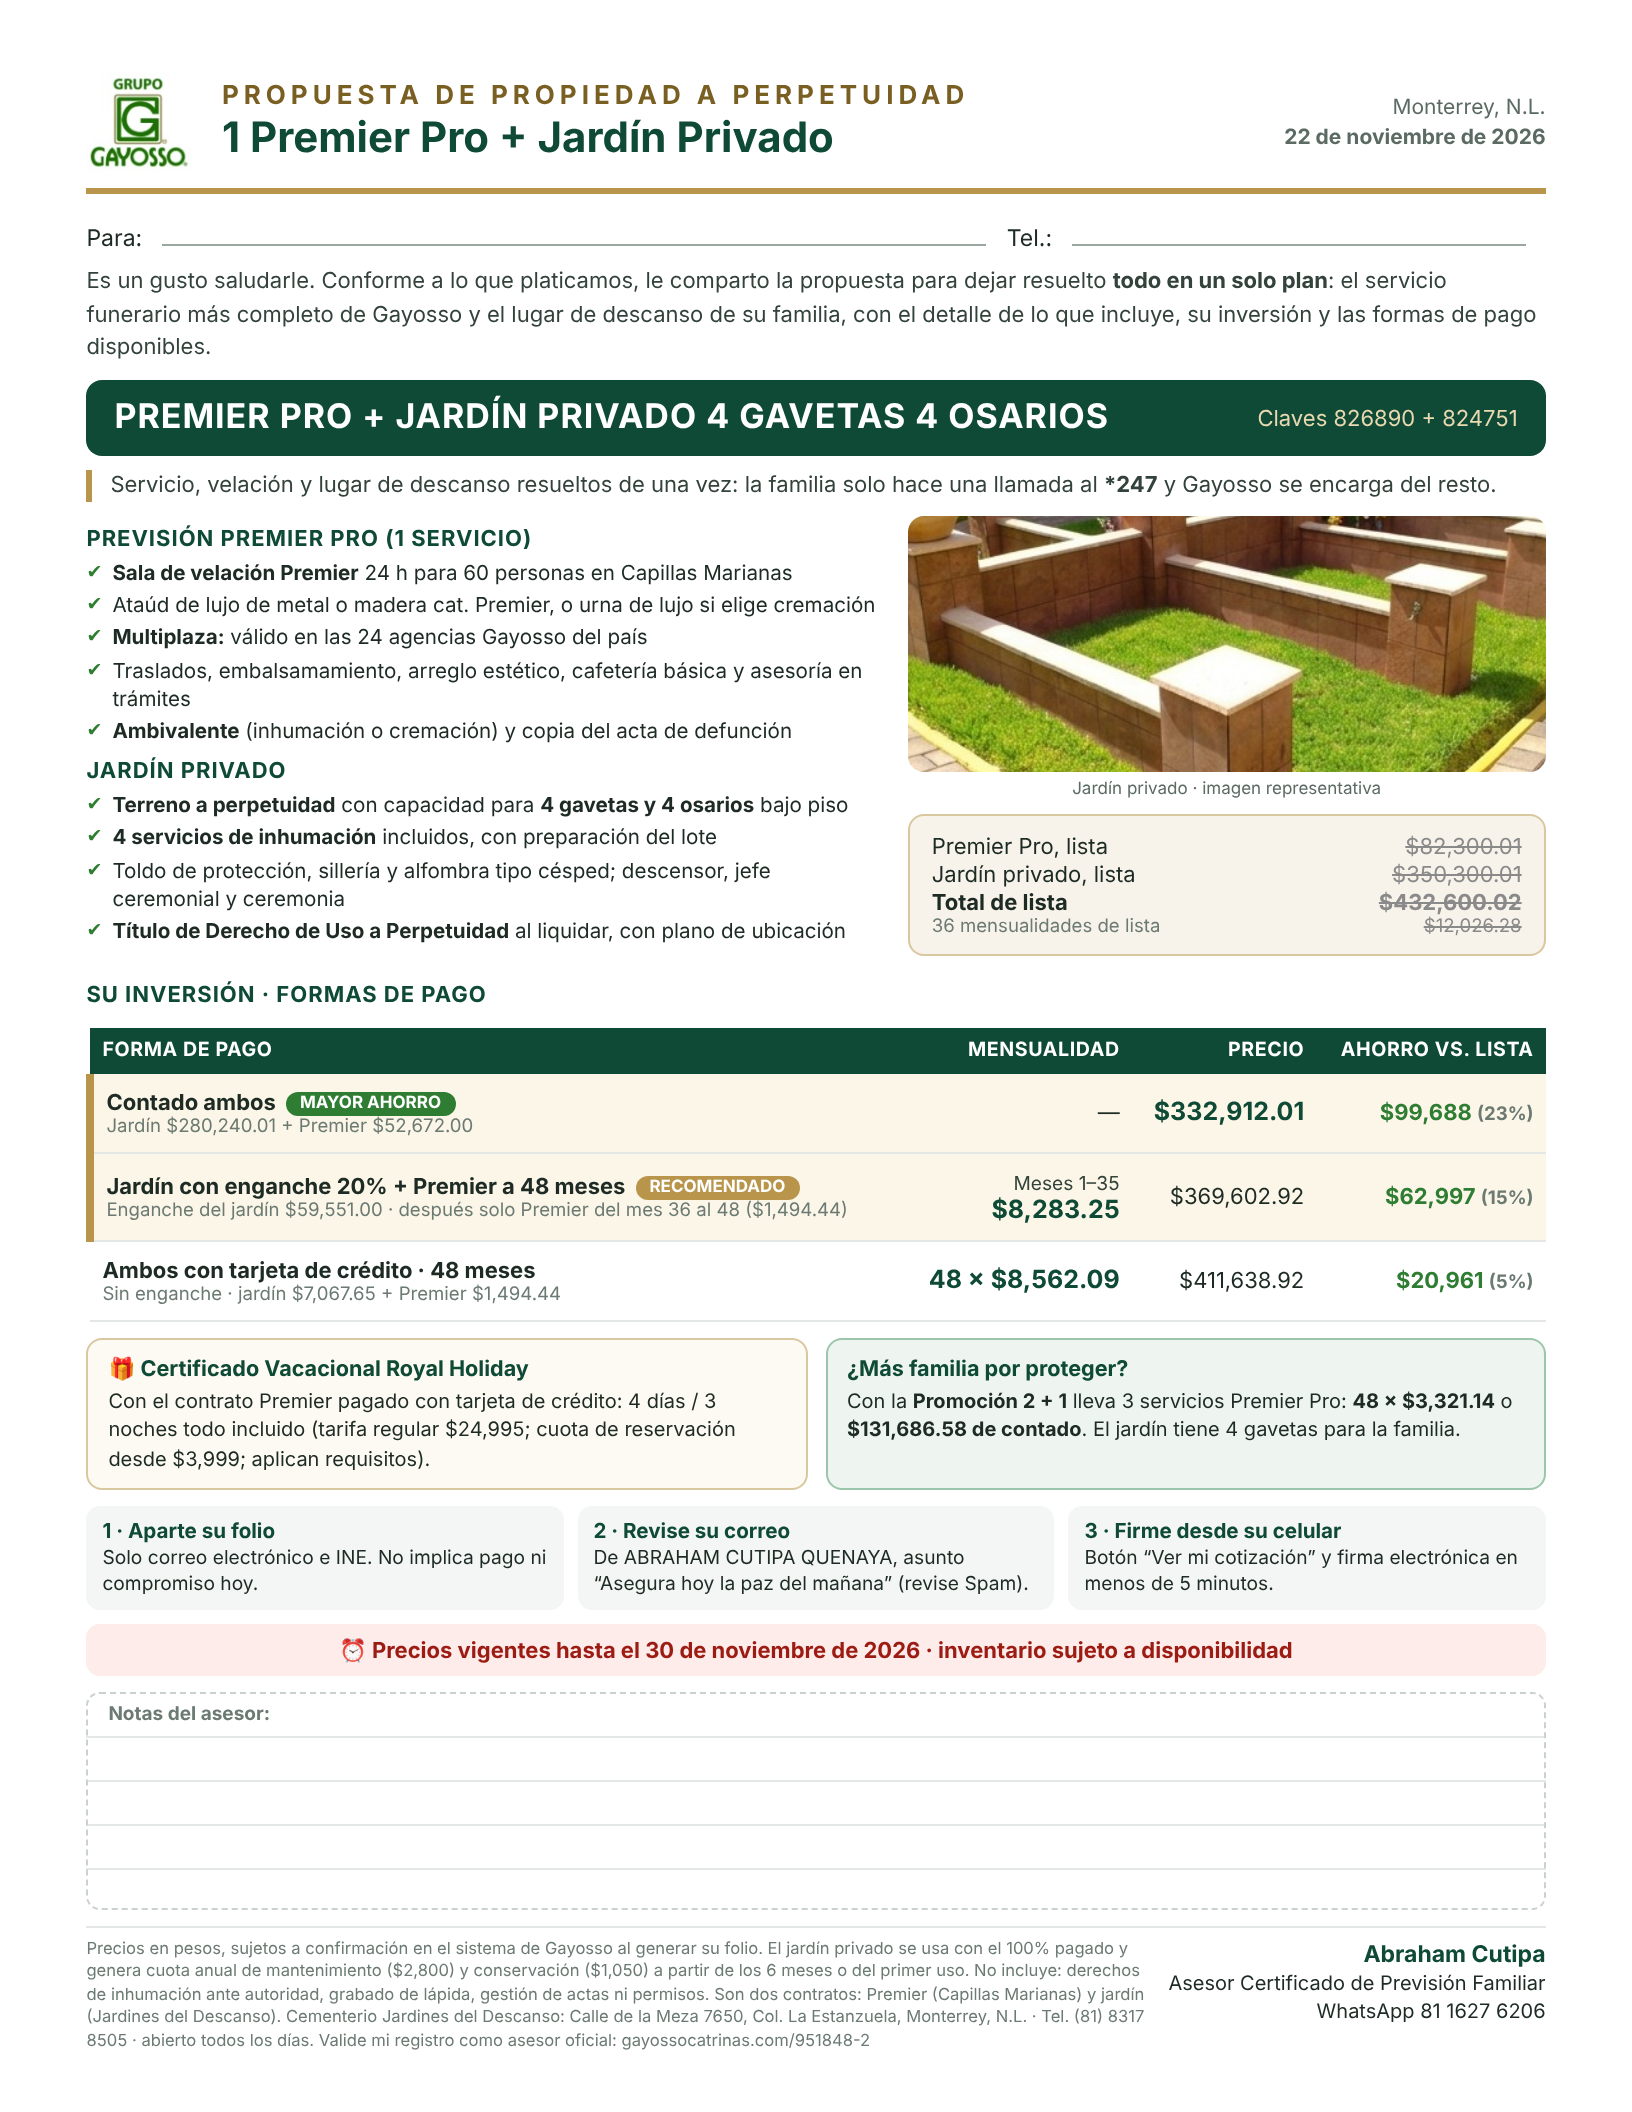 GRUPO
G
GAYOSSO
PROPUESTA DE PROPIEDAD A PERPETUIDAD
1 Premier Pro + Jardín Privado
Monterrey, N.L.
22 de noviembre de 2026
Para:
Tel.:
Es un gusto saludarle. Conforme a lo que platicamos, le comparto la propuesta para dejar resuelto todo en un solo plan: el servicio
funerario más completo de Gayosso y el lugar de descanso de su familia, con el detalle de lo que incluye, su inversión y las formas de pago
disponibles.
PREMIER PRO + JARDÍN PRIVADO 4 GAVETAS 4 OSARIOS
Claves 826890 + 824751
Servicio, velación y lugar de descanso resueltos de una vez: la familia solo hace una llamada al *247 y Gayosso se encarga del resto.
PREVISIÓN PREMIER PRO (1 SERVICIO)
✔ Sala de velación Premier 24 h para 60 personas en Capillas Marianas
✔ Ataúd de lujo de metal o madera cat. Premier, o urna de lujo si elige cremación
✔ Multiplaza: válido en las 24 agencias Gayosso del país
✔ Traslados, embalsamamiento, arreglo estético, cafetería básica y asesoría en
trámites
✔ Ambivalente (inhumación o cremación) y copia del acta de defunción
JARDÍN PRIVADO
✔ Terreno a perpetuidad con capacidad para 4 gavetas y 4 osarios bajo piso
✔ 4 servicios de inhumación incluidos, con preparación del lote
✔ Toldo de protección, sillería y alfombra tipo césped; descensor, jefe
ceremonial y ceremonia
✔ Título de Derecho de Uso a Perpetuidad al liquidar, con plano de ubicación
Jardín privado · imagen representativa
Premier Pro, lista $82,300.01
Jardín privado, lista $350,300.01
Total de lista $432,600.02
36 mensualidades de lista $12,026.28
SU INVERSIÓN · FORMAS DE PAGO
FORMA DE PAGO MENSUALIDAD PRECIO AHORRO VS. LISTA
Contado ambos MAYOR AHORRO
Jardín $280,240.01 + Premier $52,672.00
— $332,912.01 $99,688 (23%)
Jardín con enganche 20% + Premier a 48 meses RECOMENDADO
Enganche del jardín $59,551.00 · después solo Premier del mes 36 al 48 ($1,494.44)
Meses 1–35
$8,283.25 $369,602.92 $62,997 (15%)
Ambos con tarjeta de crédito · 48 meses
Sin enganche · jardín $7,067.65 + Premier $1,494.44
48 × $8,562.09 $411,638.92 $20,961 (5%)
🎁 Certificado Vacacional Royal Holiday
Con el contrato Premier pagado con tarjeta de crédito: 4 días / 3
noches todo incluido (tarifa regular $24,995; cuota de reservación
desde $3,999; aplican requisitos).
¿Más familia por proteger?
Con la Promoción 2 + 1 lleva 3 servicios Premier Pro: 48 × $3,321.14 o
$131,686.58 de contado. El jardín tiene 4 gavetas para la familia.
1 · Aparte su folio
Solo correo electrónico e INE. No implica pago ni
compromiso hoy.
2 · Revise su correo
De ABRAHAM CUTIPA QUENAYA, asunto
“Asegura hoy la paz del mañana” (revise Spam).
3 · Firme desde su celular
Botón “Ver mi cotización” y firma electrónica en
menos de 5 minutos.
⏰ Precios vigentes hasta el 30 de noviembre de 2026 · inventario sujeto a disponibilidad
Notas del asesor:
Precios en pesos, sujetos a confirmación en el sistema de Gayosso al generar su folio. El jardín privado se usa con el 100% pagado y
genera cuota anual de mantenimiento ($2,800) y conservación ($1,050) a partir de los 6 meses o del primer uso. No incluye: derechos
de inhumación ante autoridad, grabado de lápida, gestión de actas ni permisos. Son dos contratos: Premier (Capillas Marianas) y jardín
(Jardines del Descanso). Cementerio Jardines del Descanso: Calle de la Meza 7650, Col. La Estanzuela, Monterrey, N.L. · Tel. (81) 8317
8505 · abierto todos los días. Valide mi registro como asesor oficial: gayossocatrinas.com/951848-2
Abraham Cutipa
Asesor Certificado de Previsión Familiar
WhatsApp 81 1627 6206